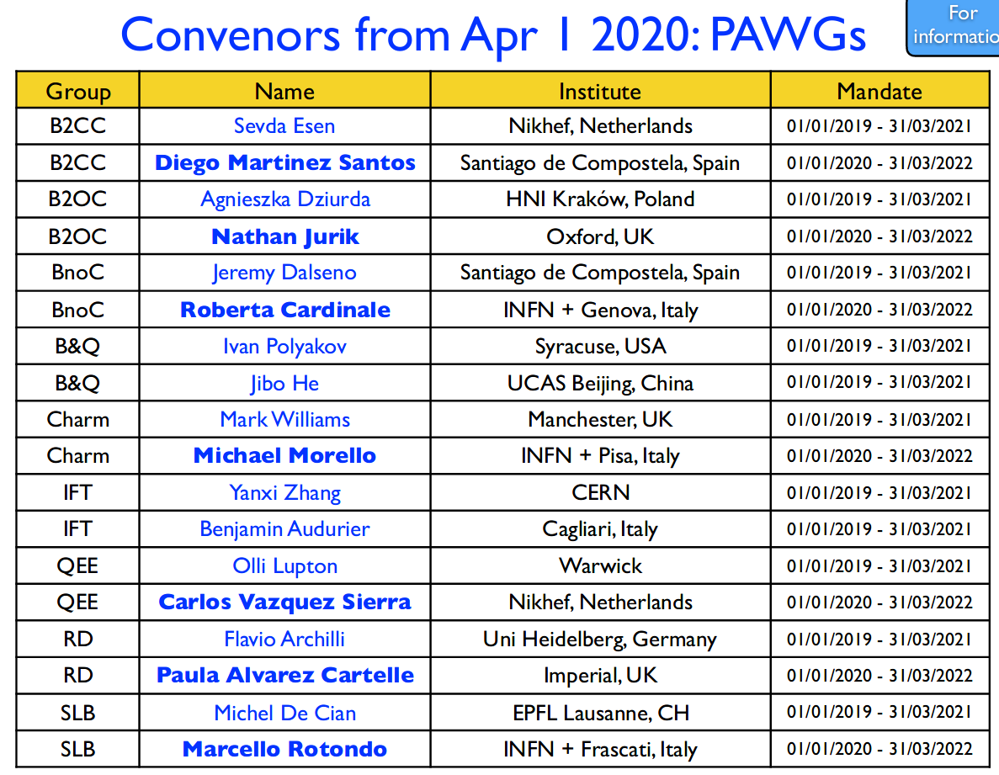 Convenors from Apr 1 2020: PAWGs
For
informatio
Group Name Institute Mandate
B2CC Sevda Esen Nikhef, Netherlands 01/01/2019 - 31/03/2021
B2CC Diego Martinez Santos Santiago de Compostela, Spain 01/01/2020 - 31/03/2022
B2OC Agnieszka Dziurda HNI Kraków, Poland 01/01/2019 - 31/03/2021
B2OC Nathan Jurik Oxford, UK 01/01/2020 - 31/03/2022
BnoC Jeremy Dalseno Santiago de Compostela, Spain 01/01/2019 - 31/03/2021
BnoC Roberta Cardinale INFN + Genova, Italy 01/01/2020 - 31/03/2022
B&Q Ivan Polyakov Syracuse, USA 01/01/2019 - 31/03/2021
B&Q Jibo He UCAS Beijing, China 01/01/2019 - 31/03/2021
Charm Mark Williams Manchester, UK 01/01/2019 - 31/03/2021
Charm Michael Morello INFN + Pisa, Italy 01/01/2020 - 31/03/2022
IFT Yanxi Zhang CERN 01/01/2019 - 31/03/2021
IFT Benjamin Audurier Cagliari, Italy 01/01/2019 - 31/03/2021
QEE Olli Lupton Warwick 01/01/2019 - 31/03/2021
QEE Carlos Vazquez Sierra Nikhef, Netherlands 01/01/2020 - 31/03/2022
RD Flavio Archilli Uni Heidelberg, Germany 01/01/2019 - 31/03/2021
RD Paula Alvarez Cartelle Imperial, UK 01/01/2020 - 31/03/2022
SLB Michel De Cian EPFL Lausanne, CH 01/01/2019 - 31/03/2021
SLB Marcello Rotondo INFN + Frascati, Italy 01/01/2020 - 31/03/2022